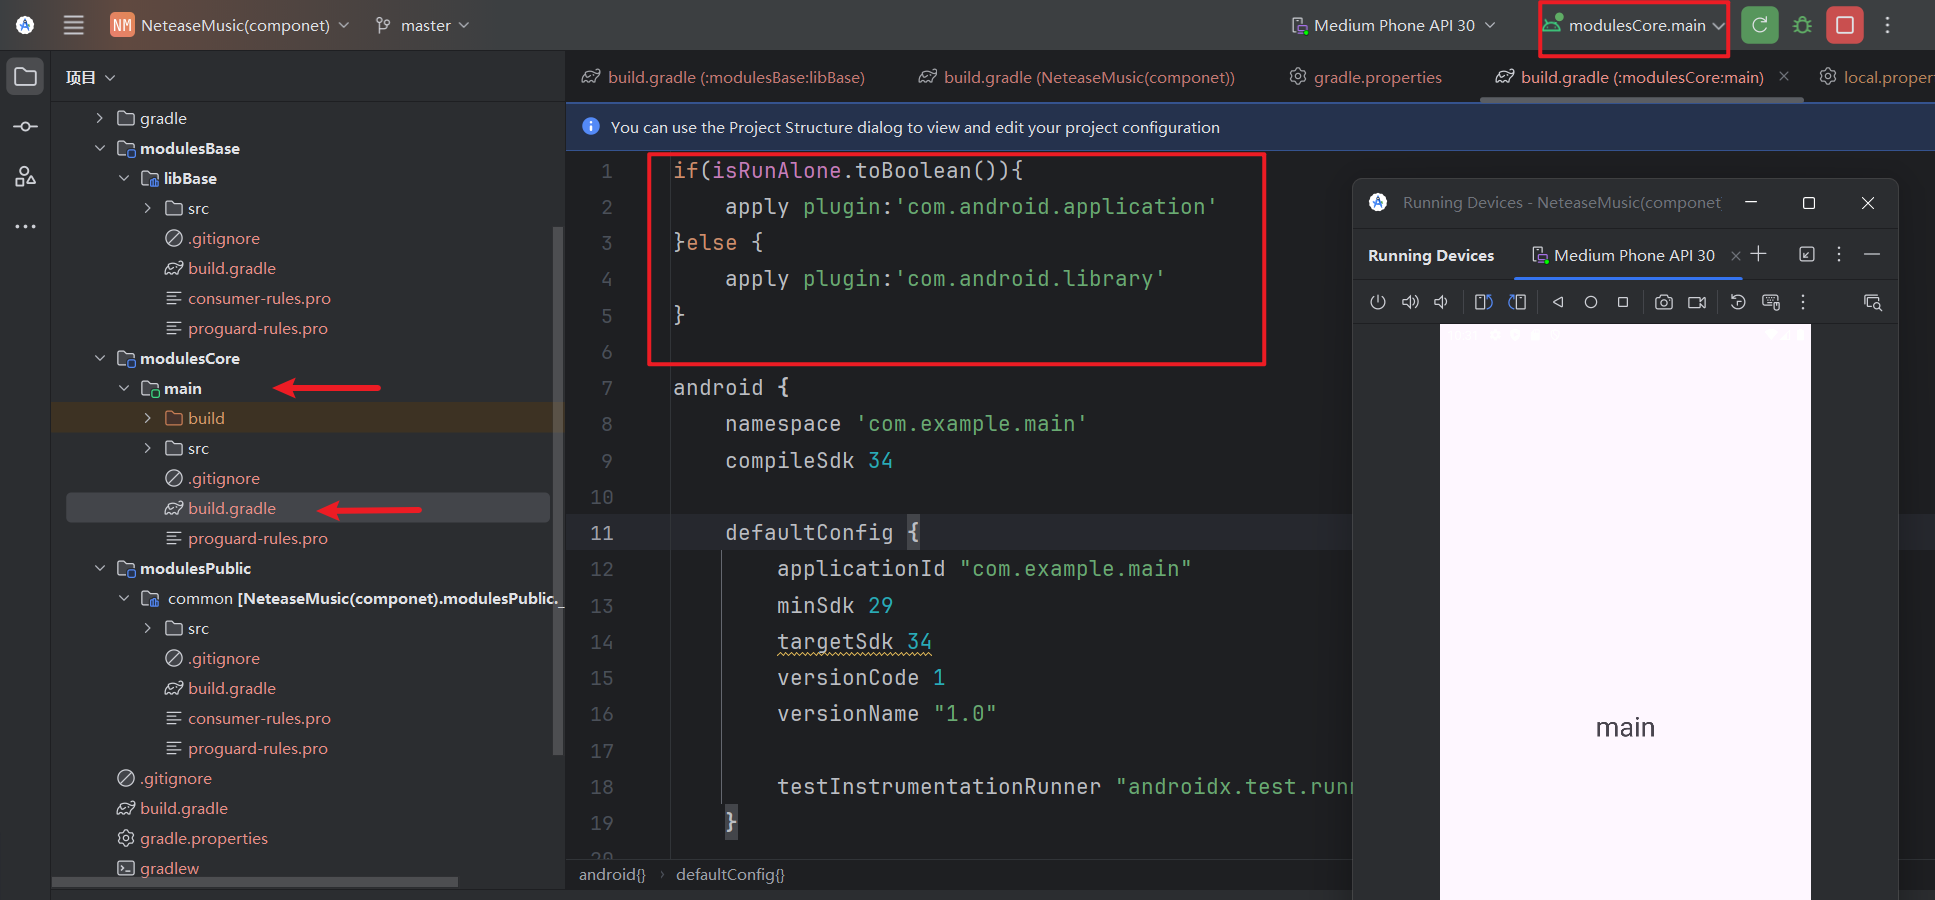 NM NeteaseMusic(componet) master Medium Phone API 30 modulesCore.main
项目
build.gradle (:modulesBase:libBase) build.gradle (NeteaseMusic(componet)) gradle.properties build.gradle (:modulesCore:main) local.proper
You can use the Project Structure dialog to view and edit your project configuration
gradle
modulesBase
libBase
src
.gitignore
build.gradle
consumer-rules.pro
proguard-rules.pro
modulesCore
main
build
src
.gitignore
build.gradle
proguard-rules.pro
modulesPublic
common [NeteaseMusic(componet).modulesPublic.
src
.gitignore
build.gradle
consumer-rules.pro
proguard-rules.pro
.gitignore
build.gradle
gradle.properties
gradlew
1 if(isRunAlone.toBoolean()){
2 apply plugin:'com.android.application'
3 }else {
4 apply plugin:'com.android.library'
5 }
6
7 android {
8 namespace 'com.example.main'
9 compileSdk 34
10
11 defaultConfig {
12 applicationId "com.example.main"
13 minSdk 29
14 targetSdk 34
15 versionCode 1
16 versionName "1.0"
17
18 testInstrumentationRunner "androidx.test.run
19 }
20
android{} › defaultConfig{}
Running Devices - NeteaseMusic(componet
Running Devices Medium Phone API 30
main